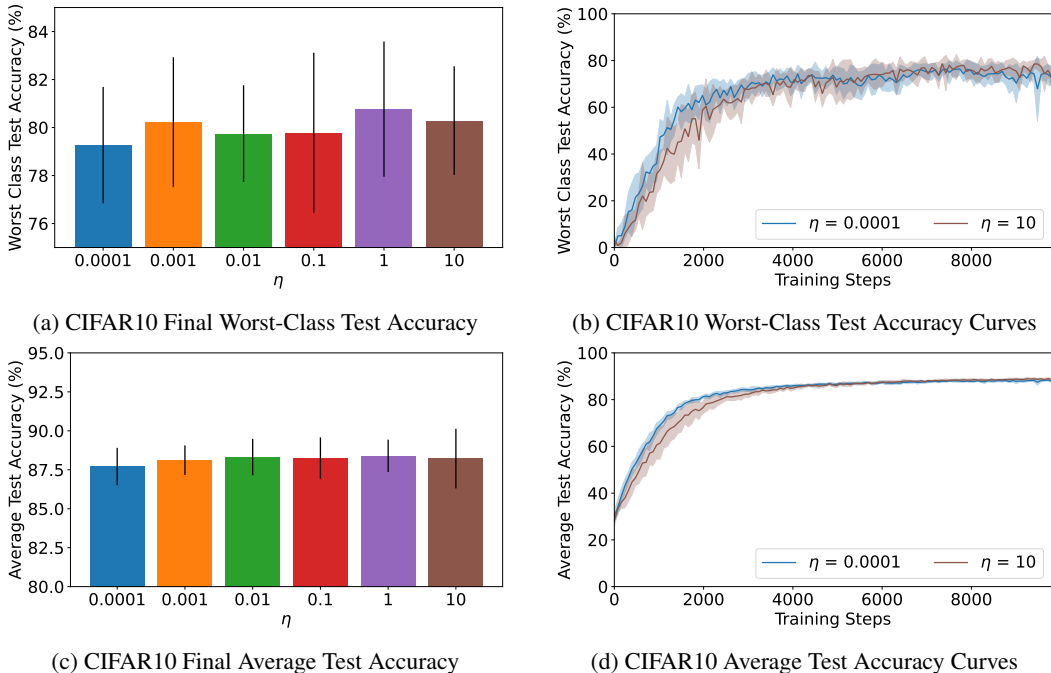 Worst Class Test Accuracy (%)
84
82
80
78
76
0.0001 0.001 0.01 0.1 1 10
η
(a) CIFAR10 Final Worst-Class Test Accuracy
Worst Class Test Accuracy (%)
100
80
60
40
20
0
η = 0.0001 η = 10
0 2000 4000 6000 8000
Training Steps
(b) CIFAR10 Worst-Class Test Accuracy Curves
Average Test Accuracy (%)
95.0
92.5
90.0
87.5
85.0
82.5
80.0
0.0001 0.001 0.01 0.1 1 10
η
(c) CIFAR10 Final Average Test Accuracy
Average Test Accuracy (%)
100
80
60
40
20
0
η = 0.0001 η = 10
0 2000 4000 6000 8000
Training Steps
(d) CIFAR10 Average Test Accuracy Curves